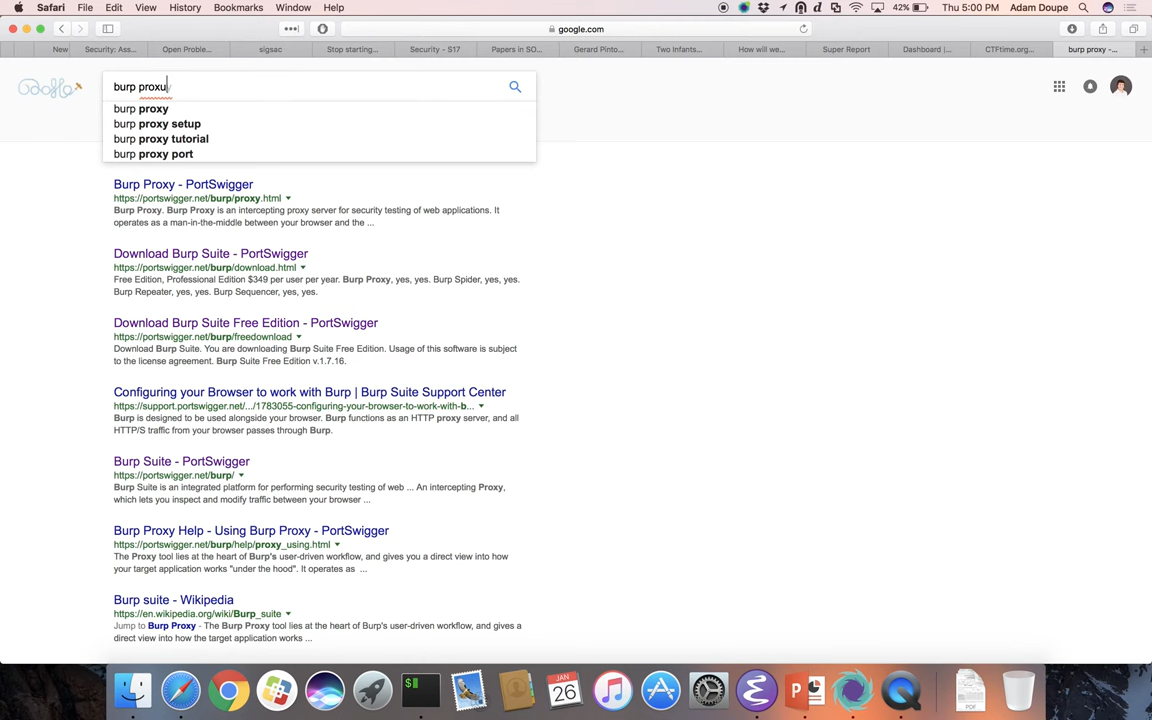 Safari File Edit View History Bookmarks Window Help 42% Thu 5:00 PM Adam Doupe
google.com
New Security: Ass... Open Proble... sigsac Stop starting... Security - S17 Papers in SO... Gerard Pinto... Two Infants... How will we... Super Report Dashboard |... CTFtime.org... burp proxy -...
burp proxu
burp proxy
burp proxy setup
burp proxy tutorial
burp proxy port
Burp Proxy - PortSwigger
https://portswigger.net/burp/proxy.html
Burp Proxy. Burp Proxy is an intercepting proxy server for security testing of web applications. It
operates as a man-in-the-middle between your browser and the ...
Download Burp Suite - PortSwigger
https://portswigger.net/burp/download.html
Free Edition, Professional Edition $349 per user per year. Burp Proxy, yes, yes. Burp Spider, yes, yes.
Burp Repeater, yes, yes. Burp Sequencer, yes, yes.
Download Burp Suite Free Edition - PortSwigger
https://portswigger.net/burp/freedownload
Download Burp Suite. You are downloading Burp Suite Free Edition. Usage of this software is subject
to the license agreement. Burp Suite Free Edition v.1.7.16.
Configuring your Browser to work with Burp | Burp Suite Support Center
https://support.portswigger.net/.../1783055-configuring-your-browser-to-work-with-b...
Burp is designed to be used alongside your browser. Burp functions as an HTTP proxy server, and all
HTTP/S traffic from your browser passes through Burp.
Burp Suite - PortSwigger
https://portswigger.net/burp/
Burp Suite is an integrated platform for performing security testing of web ... An intercepting Proxy,
which lets you inspect and modify traffic between your browser ...
Burp Proxy Help - Using Burp Proxy - PortSwigger
https://portswigger.net/burp/help/proxy_using.html
The Proxy tool lies at the heart of Burp's user-driven workflow, and gives you a direct view into how
your target application works "under the hood". It operates as ...
Burp suite - Wikipedia
https://en.wikipedia.org/wiki/Burp_suite
Jump to Burp Proxy - The Burp Proxy tool lies at the heart of Burp's user-driven workflow, and gives a
direct view into how the target application works ...
JAN
26
PDF